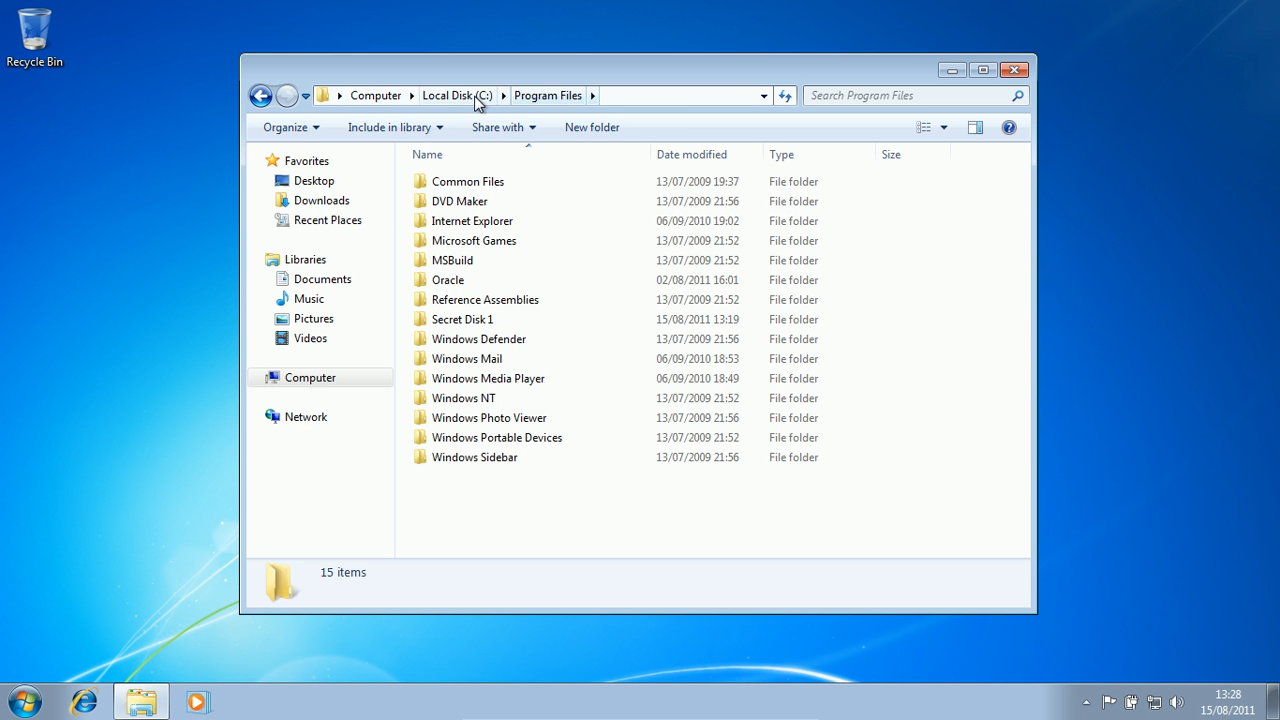 Recycle Bin
Computer Local Disk (C:) Program Files
Search Program Files
Organize Include in library Share with New folder
Name Date modified Type Size
Favorites
Desktop
Downloads
Recent Places
Libraries
Documents
Music
Pictures
Videos
Computer
Network
Common Files 13/07/2009 19:37 File folder
DVD Maker 13/07/2009 21:56 File folder
Internet Explorer 06/09/2010 19:02 File folder
Microsoft Games 13/07/2009 21:52 File folder
MSBuild 13/07/2009 21:52 File folder
Oracle 02/08/2011 16:01 File folder
Reference Assemblies 13/07/2009 21:52 File folder
Secret Disk 1 15/08/2011 13:19 File folder
Windows Defender 13/07/2009 21:56 File folder
Windows Mail 06/09/2010 18:53 File folder
Windows Media Player 06/09/2010 18:49 File folder
Windows NT 13/07/2009 21:52 File folder
Windows Photo Viewer 13/07/2009 21:56 File folder
Windows Portable Devices 13/07/2009 21:52 File folder
Windows Sidebar 13/07/2009 21:56 File folder
15 items
13:28
15/08/2011